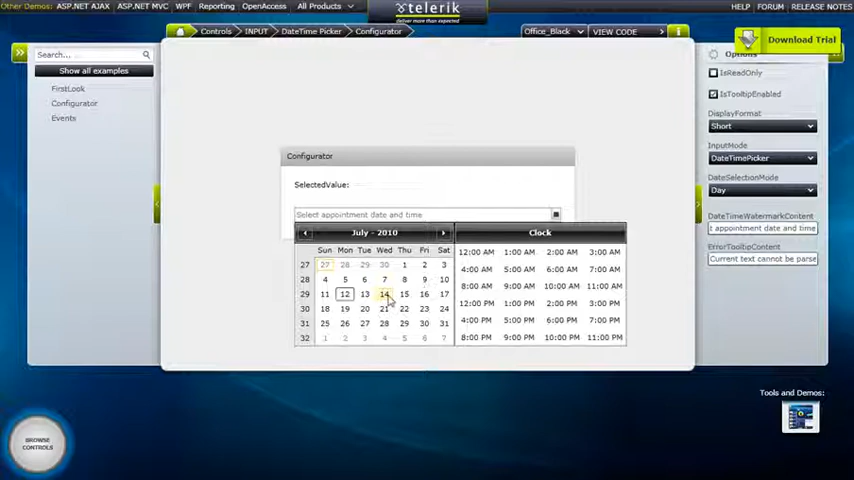 Other Demos: ASP.NET AJAX ASP.NET MVC WPF Reporting OpenAccess All Products
telerik
deliver more than expected
HELP FORUM RELEASE NOTES
Controls INPUT DateTime Picker Configurator
Office_Black VIEW CODE
Download Trial
Search...
Show all examples
FirstLook
Configurator
Events
Configurator
SelectedValue:
Select appointment date and time
July - 2010
Sun Mon Tue Wed Thu Fri Sat
27 27 28 29 30 1 2 3
28 4 5 6 7 8 9 10
29 11 12 13 14 15 16 17
30 18 19 20 21 22 23 24
31 25 26 27 28 29 30 31
32 1 2 3 4 5 6 7
Clock
12:00 AM 1:00 AM 2:00 AM 3:00 AM
4:00 AM 5:00 AM 6:00 AM 7:00 AM
8:00 AM 9:00 AM 10:00 AM 11:00 AM
12:00 PM 1:00 PM 2:00 PM 3:00 PM
4:00 PM 5:00 PM 6:00 PM 7:00 PM
8:00 PM 9:00 PM 10:00 PM 11:00 PM
Options
IsReadOnly
IsTooltipEnabled
DisplayFormat
Short
InputMode
DateTimePicker
DateSelectionMode
Day
DateTimeWatermarkContent
t appointment date and time
ErrorTooltipContent
Current text cannot be parse
Tools and Demos:
BROWSE
CONTROLS